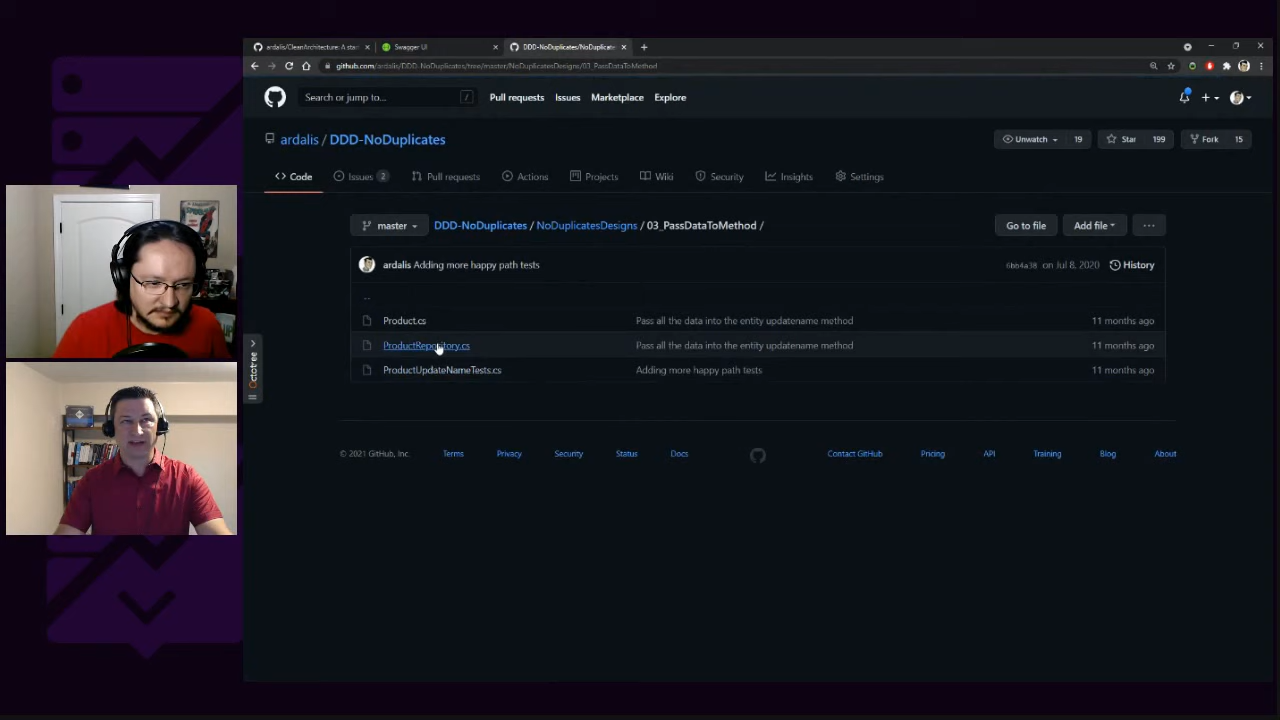 ardalis/CleanArchitecture: A star
Swagger UI
DDD-NoDuplicates/NoDuplicate
github.com/ardalis/DDD-NoDuplicates/tree/master/NoDuplicatesDesigns/03_PassDataToMethod
Search or jump to... /
Pull requests Issues Marketplace Explore
ardalis / DDD-NoDuplicates
Unwatch 19 Star 199 Fork 15
<> Code Issues 2 Pull requests Actions Projects Wiki Security Insights Settings
master DDD-NoDuplicates / NoDuplicatesDesigns / 03_PassDataToMethod / Go to file Add file ...
ardalis Adding more happy path tests 6bb4a38 on Jul 8, 2020 History
..
Product.cs Pass all the data into the entity updatename method 11 months ago
ProductRepository.cs Pass all the data into the entity updatename method 11 months ago
ProductUpdateNameTests.cs Adding more happy path tests 11 months ago
Octotree
© 2021 GitHub, Inc. Terms Privacy Security Status Docs Contact GitHub Pricing API Training Blog About